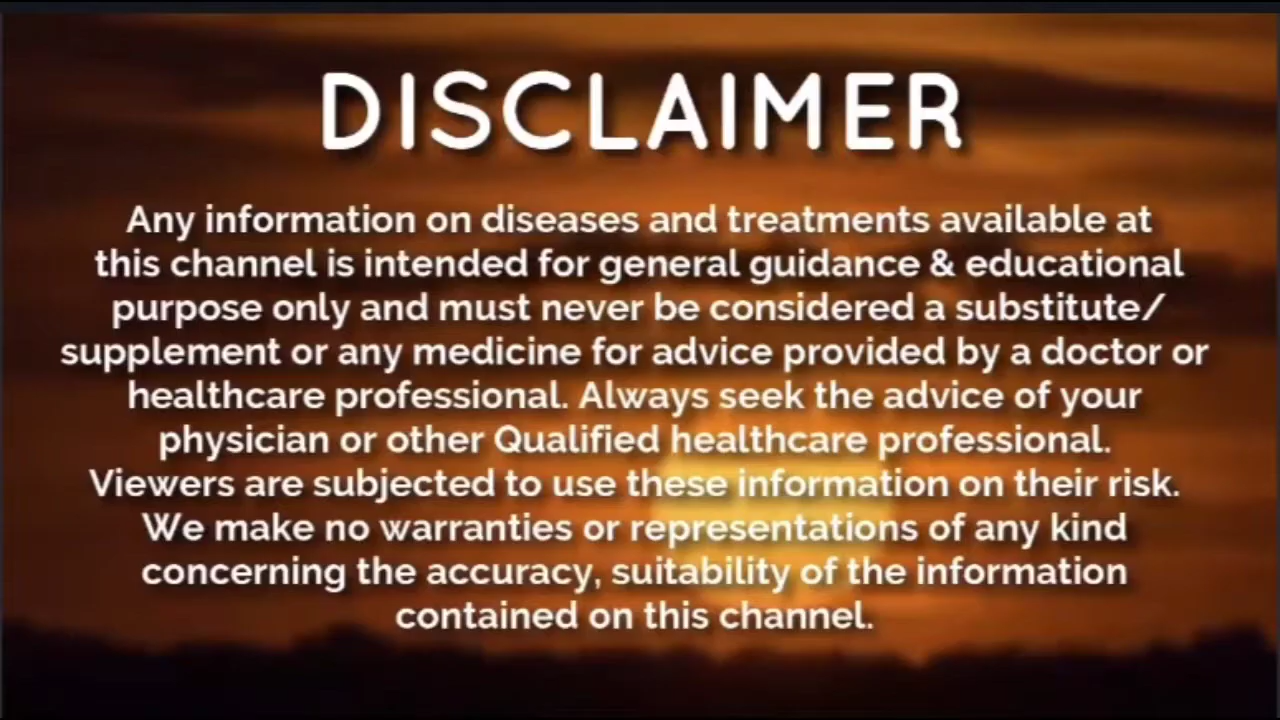 DISCLAIMER
Any information on diseases and treatments available at
this channel is intended for general guidance & educational
purpose only and must never be considered a substitute/
supplement or any medicine for advice provided by a doctor or
healthcare professional. Always seek the advice of your
physician or other Qualified healthcare professional.
Viewers are subjected to use these information on their risk.
We make no warranties or representations of any kind
concerning the accuracy, suitability of the information
contained on this channel.